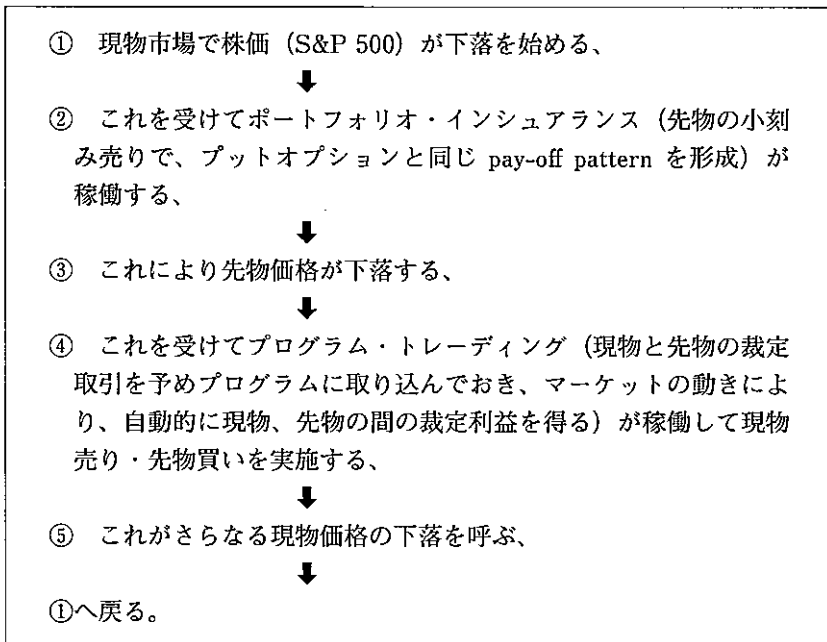 ① 現物市場で株価（S&P 500）が下落を始める、
⬇
② これを受けてポートフォリオ・インシュアランス（先物の小刻
み売りで、プットオプションと同じ pay-off pattern を形成）が
稼働する、
⬇
③ これにより先物価格が下落する、
⬇
④ これを受けてプログラム・トレーディング（現物と先物の裁定
取引を予めプログラムに取り込んでおき、マーケットの動きによ
り、自動的に現物、先物の間の裁定利益を得る）が稼働して現物
売り・先物買いを実施する、
⬇
⑤ これがさらなる現物価格の下落を呼ぶ、
⬇
①へ戻る。